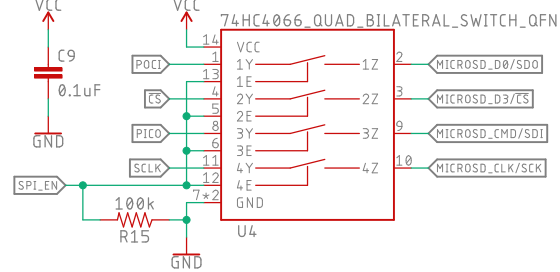 VCC
VCC
74HC4066_QUAD_BILATERAL_SWITCH_QFN
C9
0.1uF
GND
14 VCC
POCI 1 1Y 1Z 2 MICROSD_D0/SDO
13 1E
CS 4 2Y 2Z 3 MICROSD_D3/CS
5 2E
PICO 8 3Y 3Z 9 MICROSD_CMD/SDI
6 3E
SCLK 11 4Y 4Z 10 MICROSD_CLK/SCK
SPI_EN 12 4E
7*2 GND
100k
R15
U4
GND